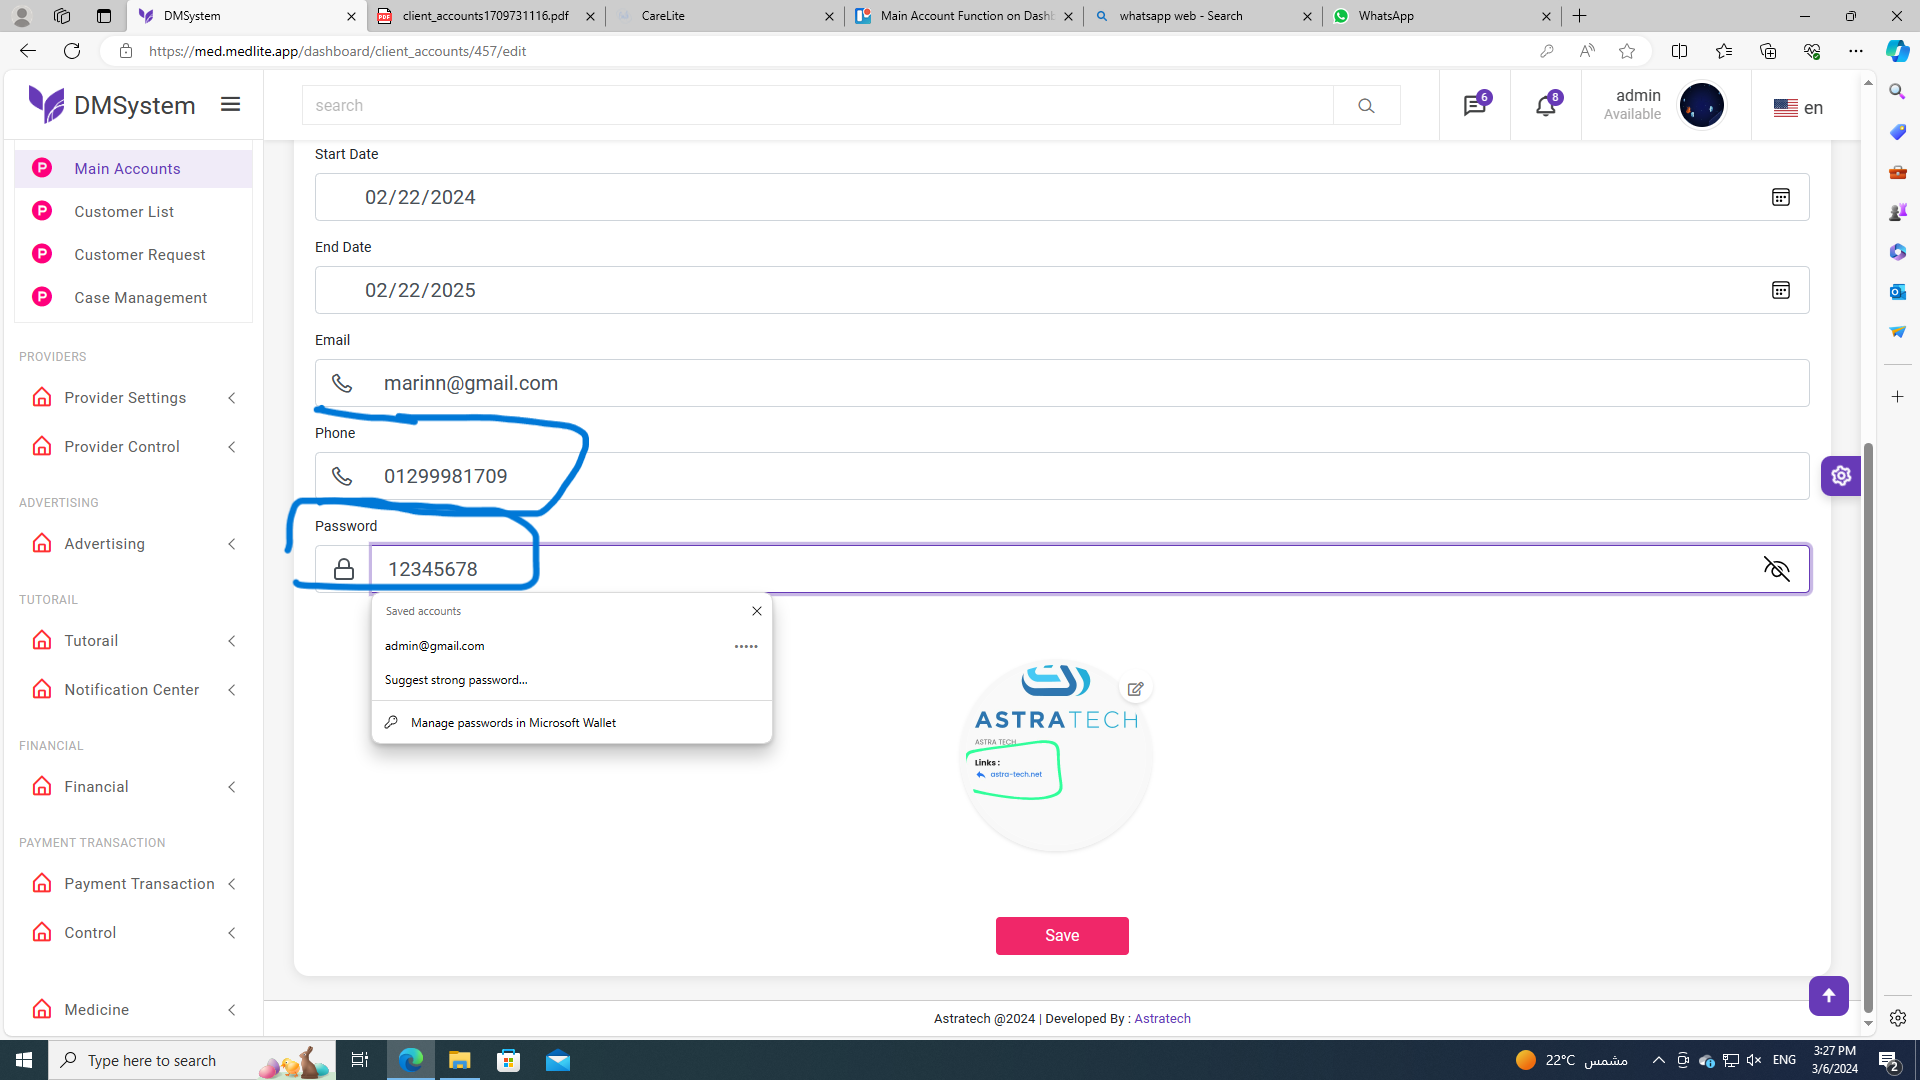 DMSystem
client_accounts1709731116.pdf
CareLite
Main Account Function on Dashb
whatsapp web - Search
WhatsApp
https://med.medlite.app/dashboard/client_accounts/457/edit
DMSystem
search
6
8
admin
Available
en
Main Accounts
Customer List
Customer Request
Case Management
PROVIDERS
Provider Settings
Provider Control
ADVERTISING
Advertising
TUTORAIL
Tutorail
Notification Center
FINANCIAL
Financial
PAYMENT TRANSACTION
Payment Transaction
Control
Medicine
Start Date
02/22/2024
End Date
02/22/2025
Email
marinn@gmail.com
Phone
01299981709
Password
12345678
Saved accounts
admin@gmail.com
•••••
Suggest strong password...
Manage passwords in Microsoft Wallet
ASTRATECH
ASTRA TECH
Links :
astra-tech.net
Save
Astratech @2024 | Developed By : Astratech
Type here to search
22°C مشمس
ENG
3:27 PM
3/6/2024
2